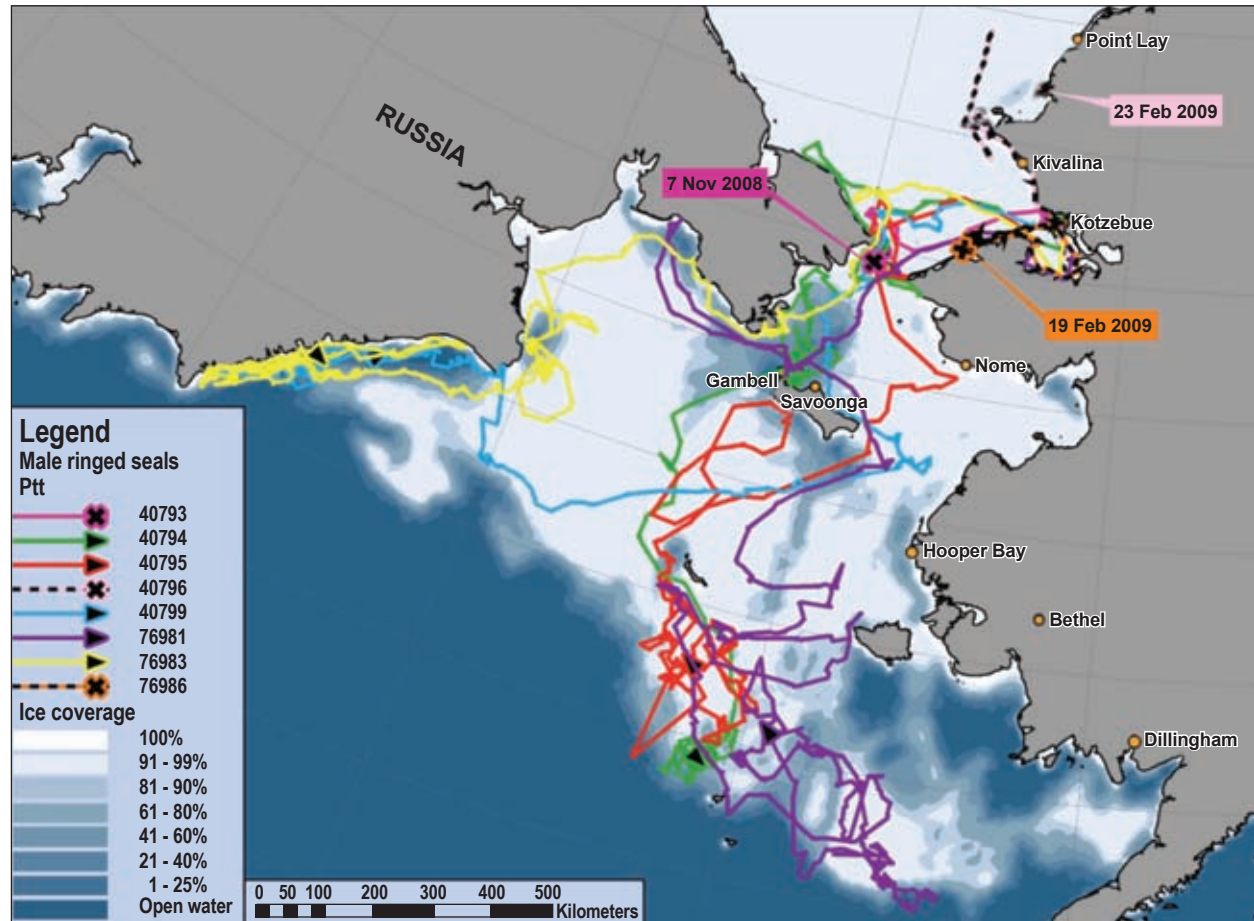 Point Lay
23 Feb 2009
RUSSIA
Kivalina
7 Nov 2008
Kotzebue
19 Feb 2009
Nome
Gambell
Savoonga
Hooper Bay
Bethel
Dillingham
Legend
Male ringed seals
Ptt
40793
40794
40795
40796
40799
76981
76983
76986
Ice coverage
100%
91 - 99%
81 - 90%
61 - 80%
41 - 60%
21 - 40%
1 - 25%
Open water
0 50 100 200 300 400 500
Kilometers